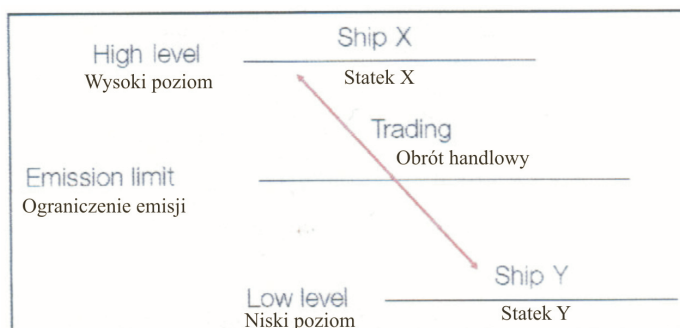 Ship X
High level
Wysoki poziom
Statek X
Trading
Obrót handlowy
Emission limit
Ograniczenie emisji
Ship Y
Low level
Niski poziom
Statek Y